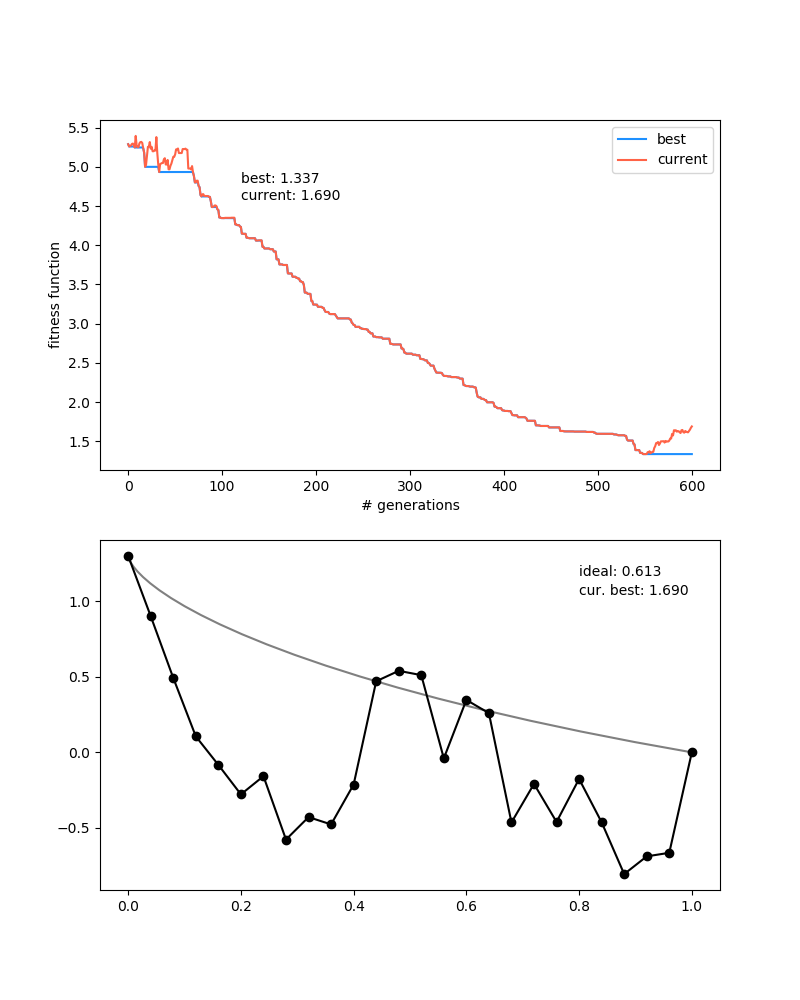 best
current
best: 1.337
current: 1.690
fitness function
5.5
5.0
4.5
4.0
3.5
3.0
2.5
2.0
1.5
0 100 200 300 400 500 600
# generations
ideal: 0.613
cur. best: 1.690
1.0
0.5
0.0
−0.5
0.0 0.2 0.4 0.6 0.8 1.0